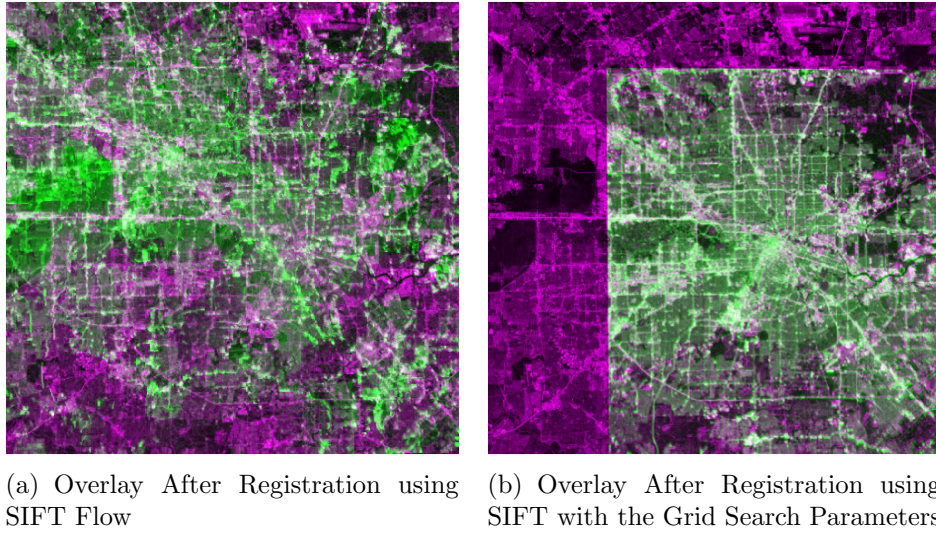 (a) Overlay After Registration using
SIFT Flow
(b) Overlay After Registration using
SIFT with the Grid Search Parameters